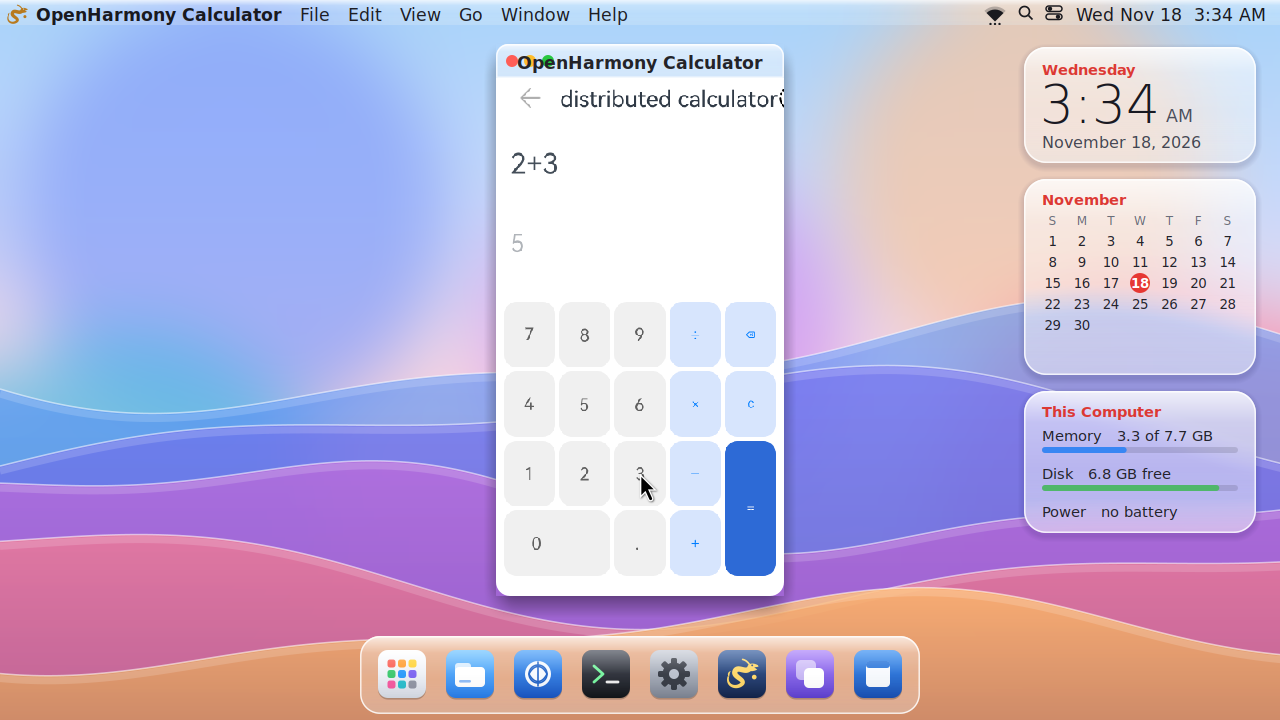 OpenHarmony Calculator File Edit View Go Window Help Wed Nov 18 3:34 AM
OpenHarmony Calculator
distributed calculator
2+3
5
7 8 9 ÷
4 5 6 × C
1 2 3 −
=
0 . +
Wednesday
3:34 AM
November 18, 2026
November
S M T W T F S
1 2 3 4 5 6 7
8 9 10 11 12 13 14
15 16 17 18 19 20 21
22 23 24 25 26 27 28
29 30
This Computer
Memory 3.3 of 7.7 GB
Disk 6.8 GB free
Power no battery